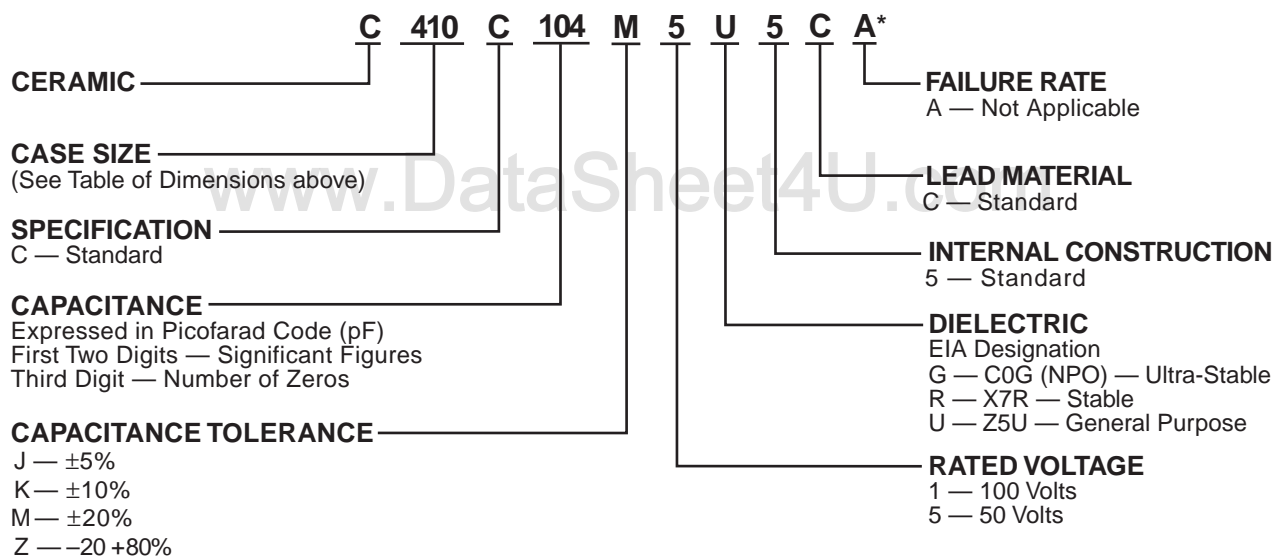 C 410 C 104 M 5 U 5 C A*
CERAMIC
CASE SIZE
(See Table of Dimensions above)
SPECIFICATION
C — Standard
CAPACITANCE
Expressed in Picofarad Code (pF)
First Two Digits — Significant Figures
Third Digit — Number of Zeros
CAPACITANCE TOLERANCE
J — ±5%
K — ±10%
M — ±20%
Z — –20 +80%
FAILURE RATE
A — Not Applicable
LEAD MATERIAL
C — Standard
INTERNAL CONSTRUCTION
5 — Standard
DIELECTRIC
EIA Designation
G — C0G (NPO) — Ultra-Stable
R — X7R — Stable
U — Z5U — General Purpose
RATED VOLTAGE
1 — 100 Volts
5 — 50 Volts
www.DataSheet4U.com